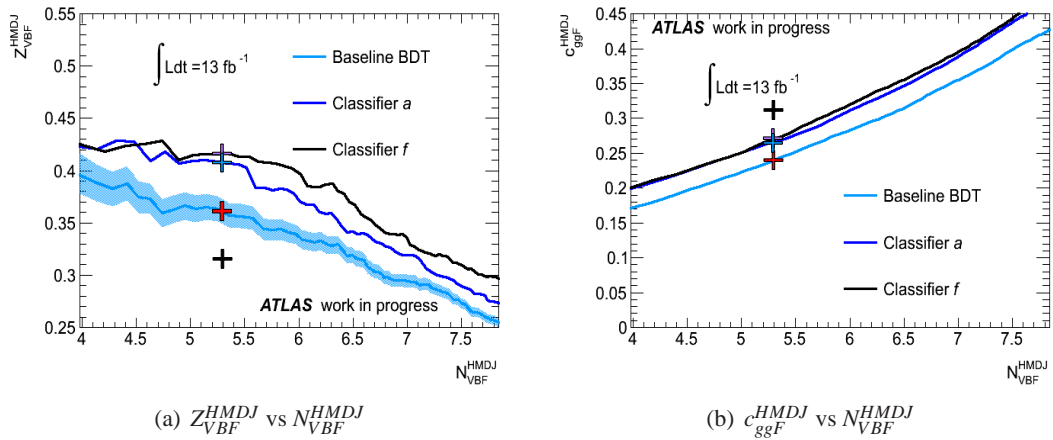 Z_VBF^HMDJ
0.55
0.5
0.45
0.4
0.35
0.3
0.25
∫ Ldt =13 fb⁻¹
Baseline BDT
Classifier a
Classifier f
ATLAS work in progress
4 4.5 5 5.5 6 6.5 7 7.5
N_VBF^HMDJ
(a) Z_VBF^HMDJ vs N_VBF^HMDJ
c_ggF^HMDJ
0.45
0.4
0.35
0.3
0.25
0.2
0.15
0.1
0.05
0
ATLAS work in progress
∫ Ldt =13 fb⁻¹
Baseline BDT
Classifier a
Classifier f
4 4.5 5 5.5 6 6.5 7 7.5
N_VBF^HMDJ
(b) c_ggF^HMDJ vs N_VBF^HMDJ